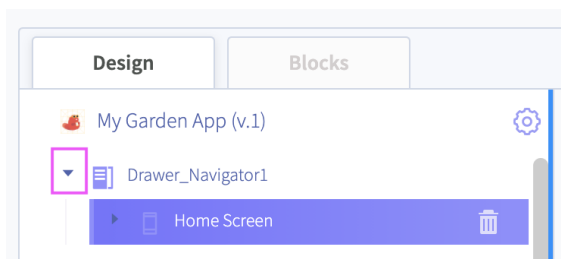 Design
Blocks
My Garden App (v.1)
Drawer_Navigator1
Home Screen